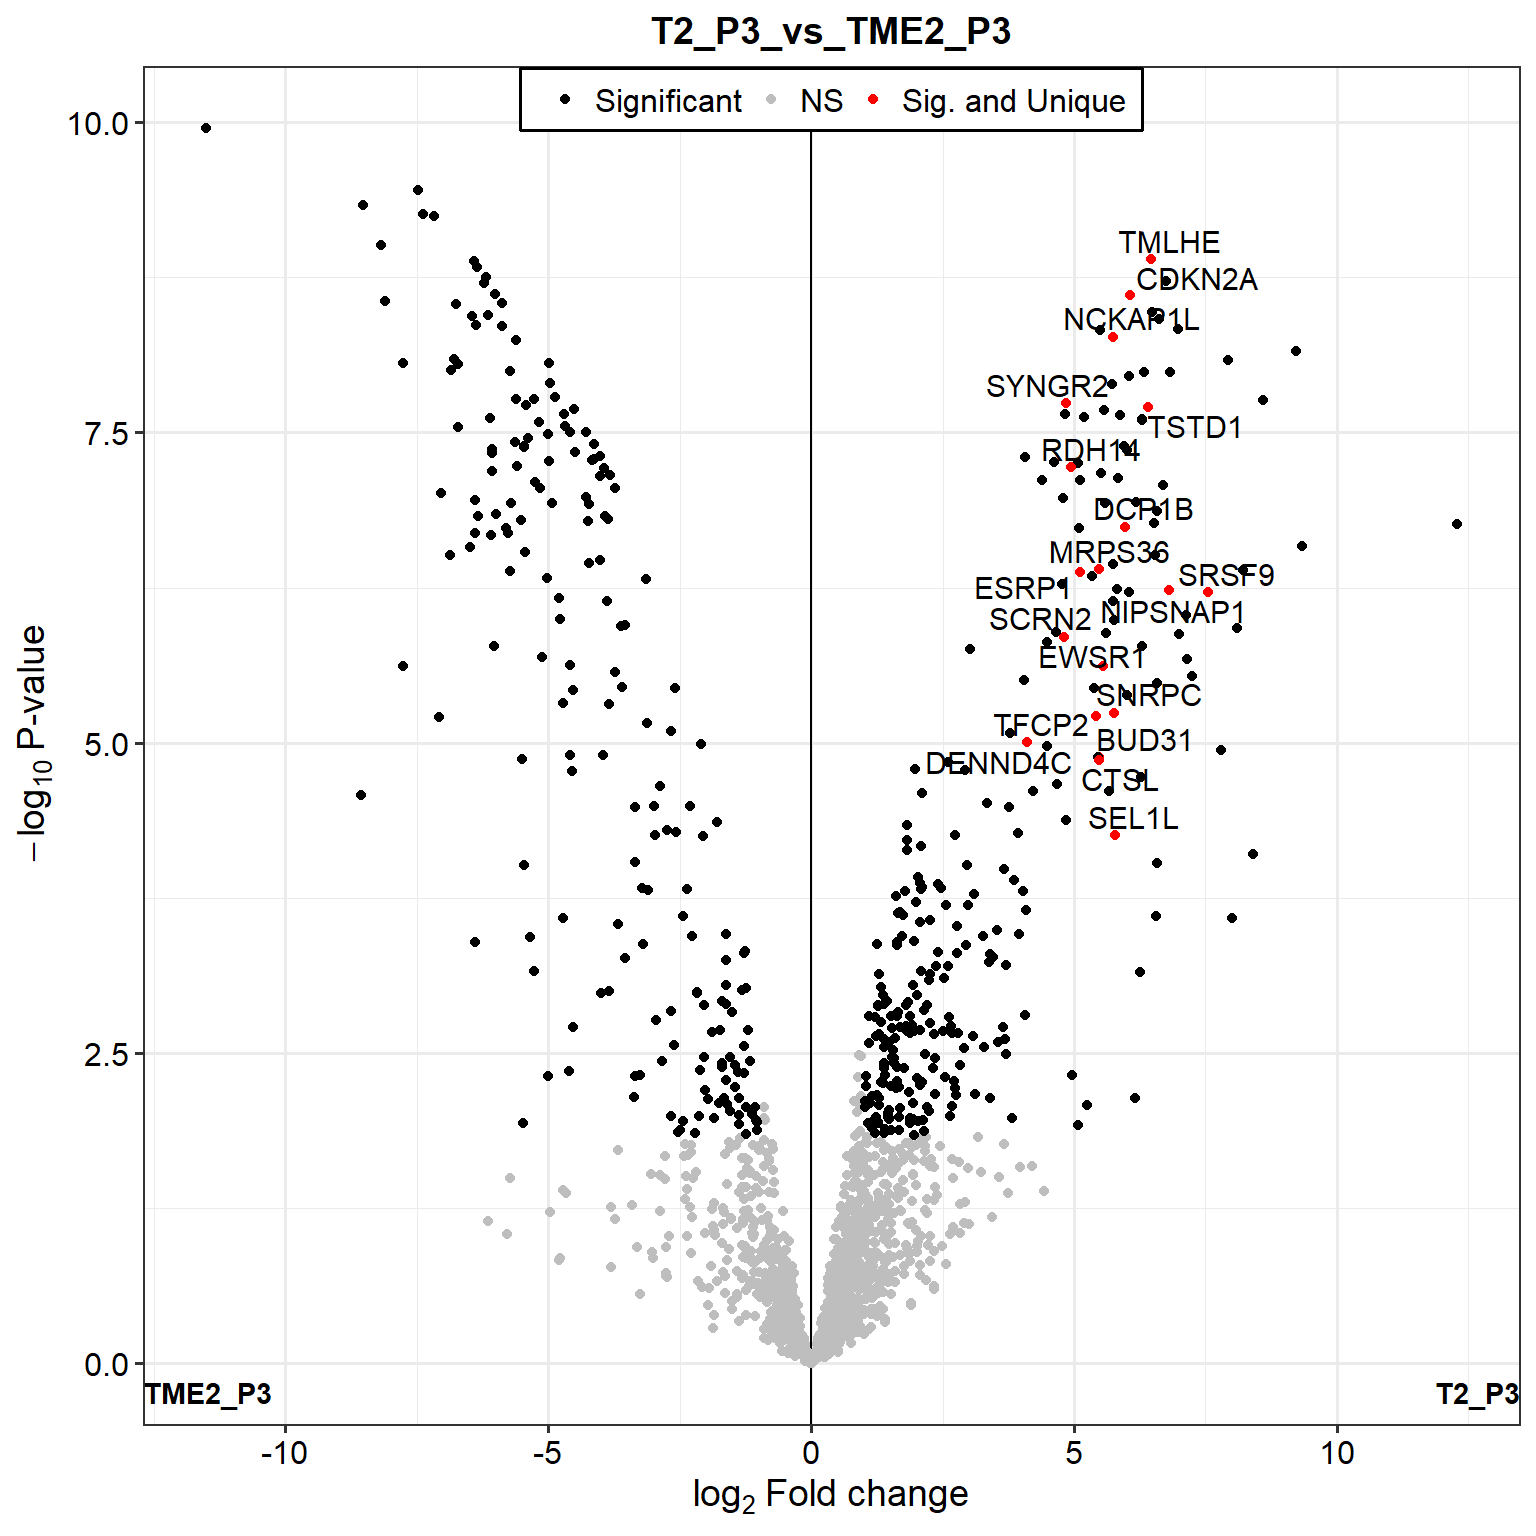 T2_P3_vs_TME2_P3
Significant NS Sig. and Unique
10.0
7.5
5.0
2.5
0.0
−log10 P-value
TMLHE
CDKN2A
NCKAP1L
SYNGR2
TSTD1
RDH14
DCP1B
MRPS36
SRSF9
ESRP1
NIPSNAP1
SCRN2
EWSR1
SNRPC
TFCP2
BUD31
DENND4C
CTSL
SEL1L
TME2_P3
T2_P3
-10 -5 0 5 10
log2 Fold change